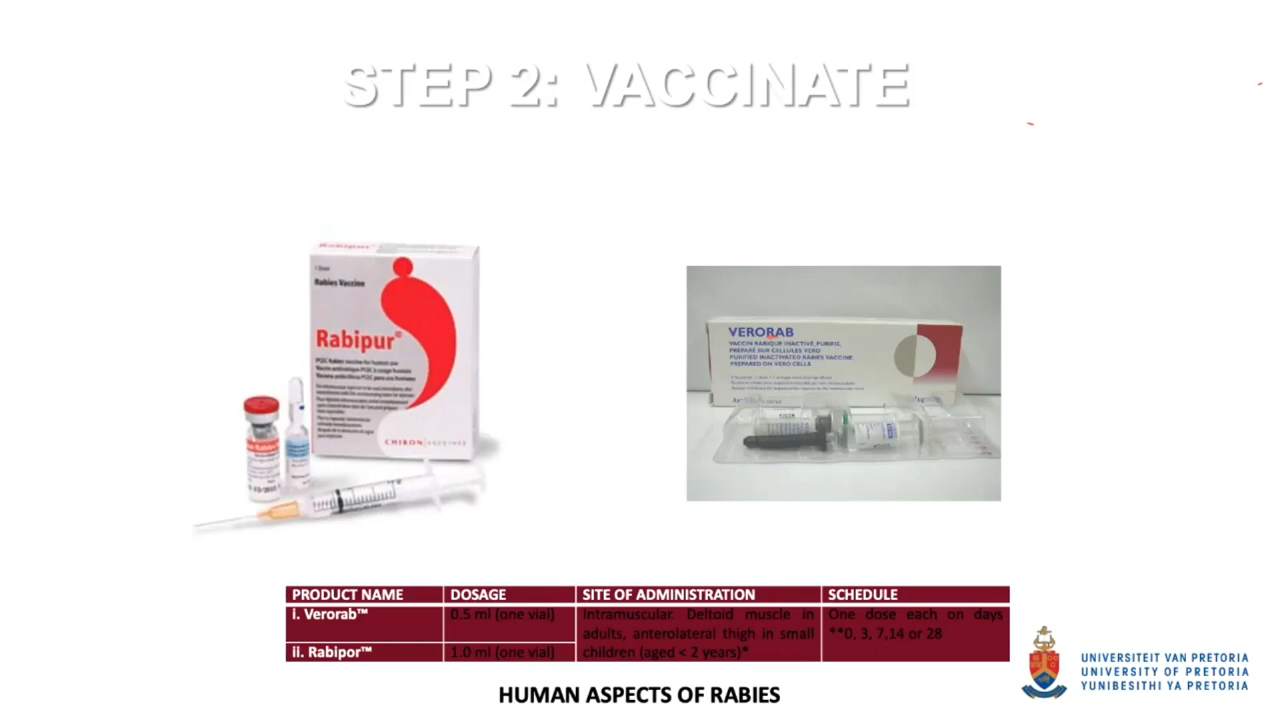 STEP 2: VACCINATE
Rabipur®
Rabies Vaccine
Rabipur®
CHIRON VACCINES
VERORAB
VACCIN RABIQUE INACTIVE, PURIFIE,
PREPARE SUR CELLULES VERO
PURIFIED INACTIVATED RABIES VACCINE,
PREPARED ON VERO CELLS
PRODUCT NAME DOSAGE SITE OF ADMINISTRATION SCHEDULE
i. Verorab™ 0.5 ml (one vial) Intramuscular. Deltoid muscle in One dose each on days
adults, anterolateral thigh in small **0, 3, 7,14 or 28
ii. Rabipor™ 1.0 ml (one vial) children (aged < 2 years)*
HUMAN ASPECTS OF RABIES
UNIVERSITEIT VAN PRETORIA
UNIVERSITY OF PRETORIA
YUNIBESITHI YA PRETORIA